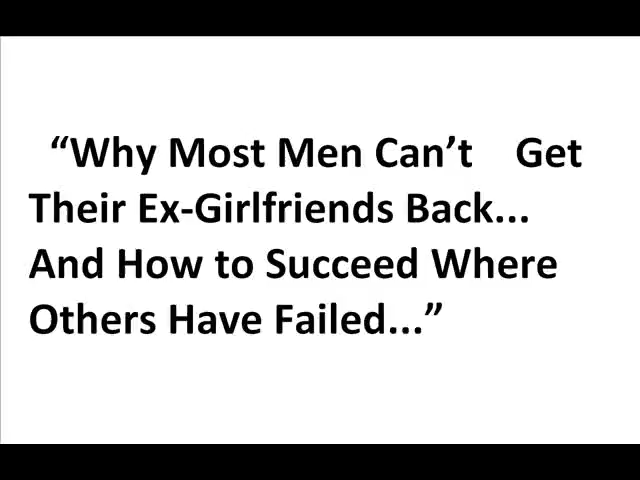 “Why Most Men Can’t Get
Their Ex-Girlfriends Back...
And How to Succeed Where
Others Have Failed...”